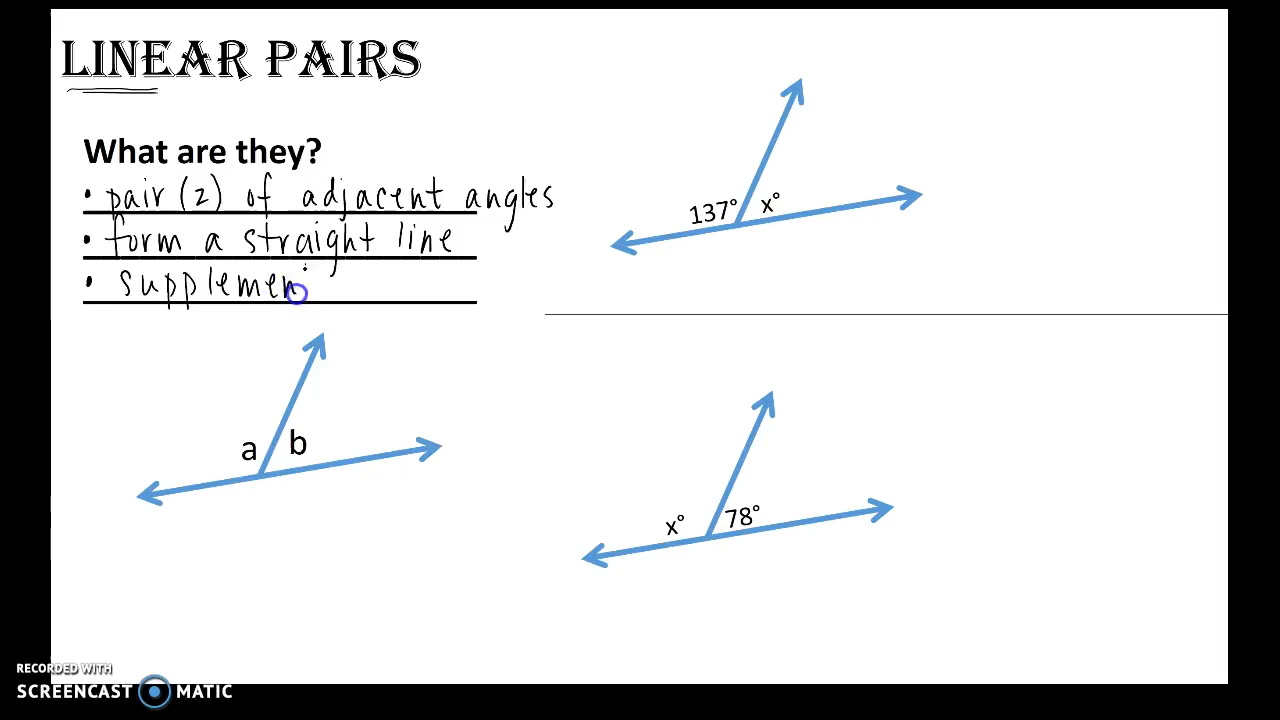 LINEAR PAIRS
What are they?
• pair (2) of adjacent angles
• form a straight line
• supplemen
a b
137° x°
x° 78°
RECORDED WITH
SCREENCAST MATIC